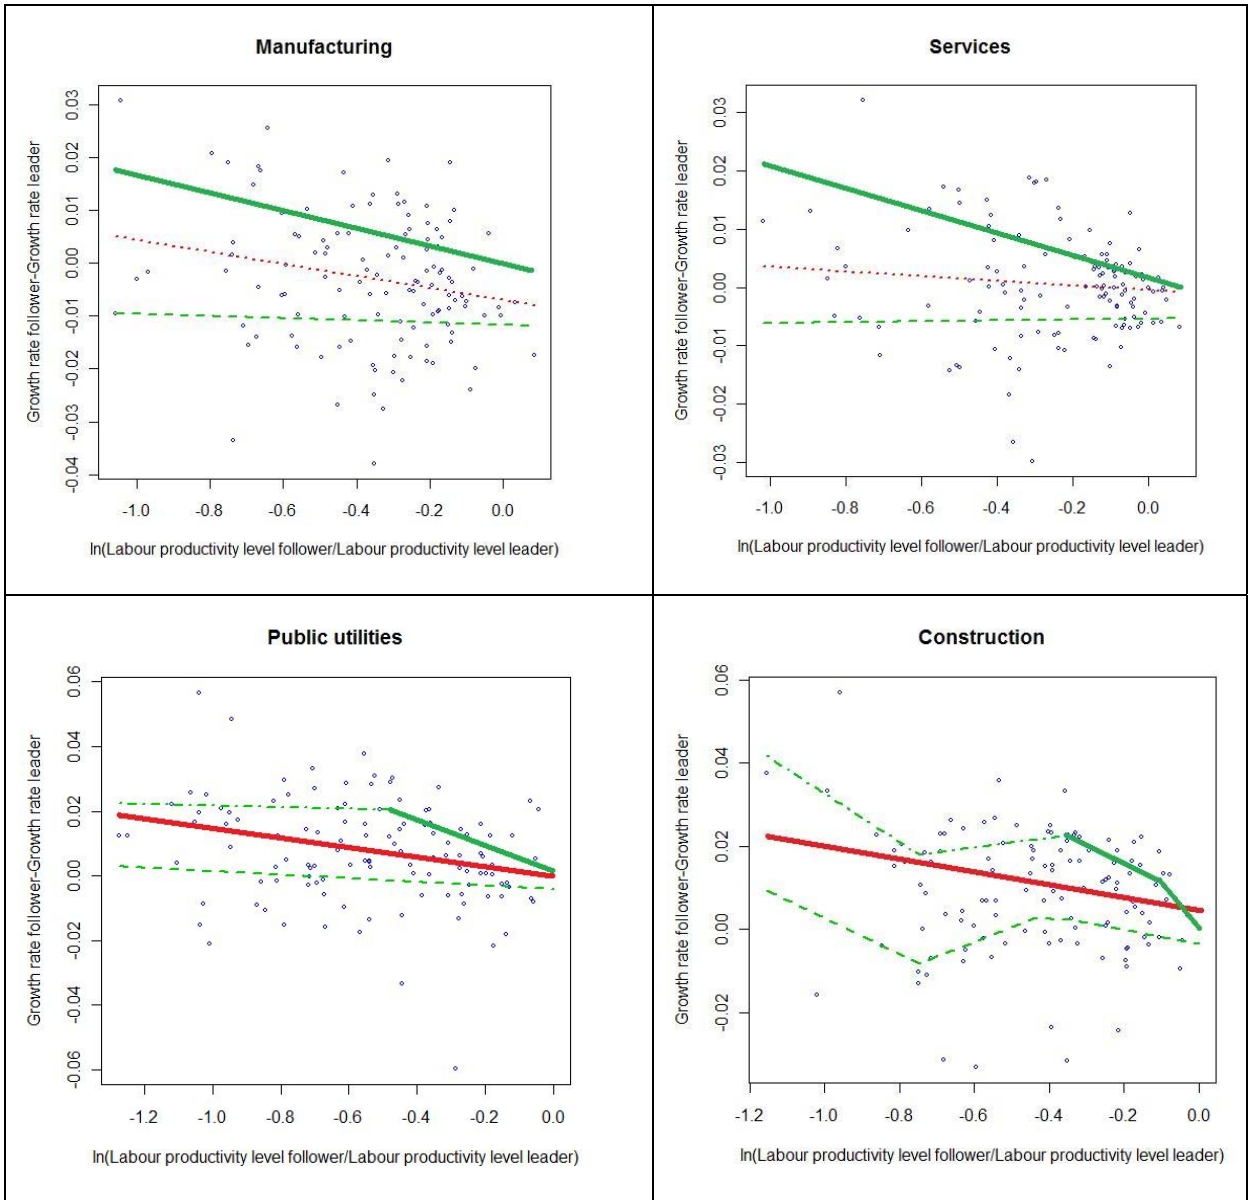 Manufacturing
Growth rate follower-Growth rate leader
0.03
0.02
0.01
0.00
-0.01
-0.02
-0.03
-0.04
-1.0 -0.8 -0.6 -0.4 -0.2 0.0
ln(Labour productivity level follower/Labour productivity level leader)
Services
Growth rate follower-Growth rate leader
0.03
0.02
0.01
0.00
-0.01
-0.02
-0.03
-1.0 -0.8 -0.6 -0.4 -0.2 0.0
ln(Labour productivity level follower/Labour productivity level leader)
Public utilities
Growth rate follower-Growth rate leader
0.06
0.04
0.02
0.00
-0.02
-0.04
-0.06
-1.2 -1.0 -0.8 -0.6 -0.4 -0.2 0.0
ln(Labour productivity level follower/Labour productivity level leader)
Construction
Growth rate follower-Growth rate leader
0.06
0.04
0.02
0.00
-0.02
-1.2 -1.0 -0.8 -0.6 -0.4 -0.2 0.0
ln(Labour productivity level follower/Labour productivity level leader)